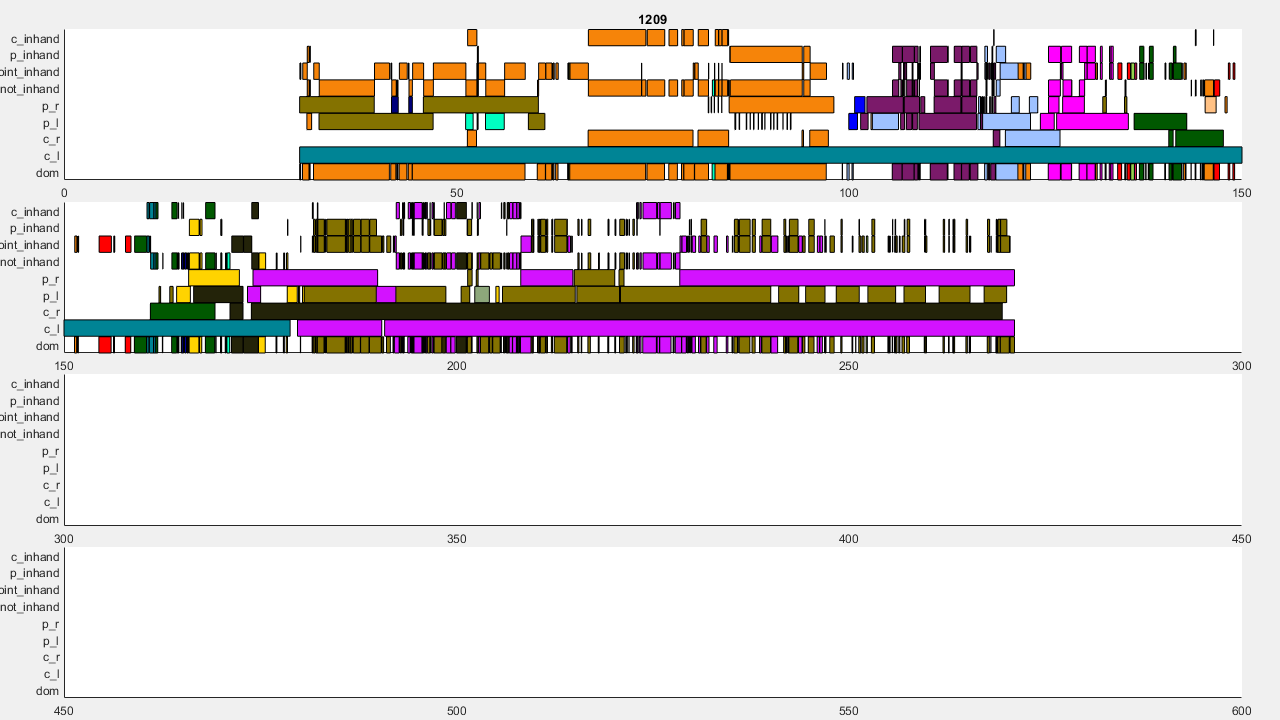 1209
c_inhand
p_inhand
oint_inhand
not_inhand
p_r
p_l
c_r
c_l
dom
0 50 100 150
c_inhand
p_inhand
oint_inhand
not_inhand
p_r
p_l
c_r
c_l
dom
150 200 250 300
c_inhand
p_inhand
oint_inhand
not_inhand
p_r
p_l
c_r
c_l
dom
300 350 400 450
c_inhand
p_inhand
oint_inhand
not_inhand
p_r
p_l
c_r
c_l
dom
450 500 550 600